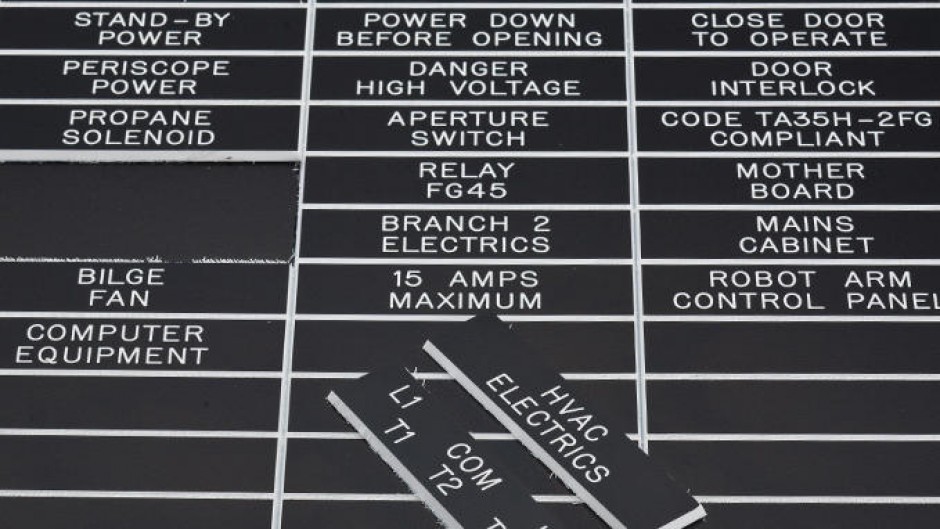 STAND-BY
POWER
POWER DOWN
BEFORE OPENING
CLOSE DOOR
TO OPERATE
PERISCOPE
POWER
DANGER
HIGH VOLTAGE
DOOR
INTERLOCK
PROPANE
SOLENOID
APERTURE
SWITCH
CODE TA35H-2FG
COMPLIANT
RELAY
FG45
MOTHER
BOARD
BRANCH 2
ELECTRICS
MAINS
CABINET
BILGE
FAN
15 AMPS
MAXIMUM
ROBOT ARM
CONTROL PANEL
COMPUTER
EQUIPMENT
HVAC
ELECTRICS
L1
T1
COM
T2